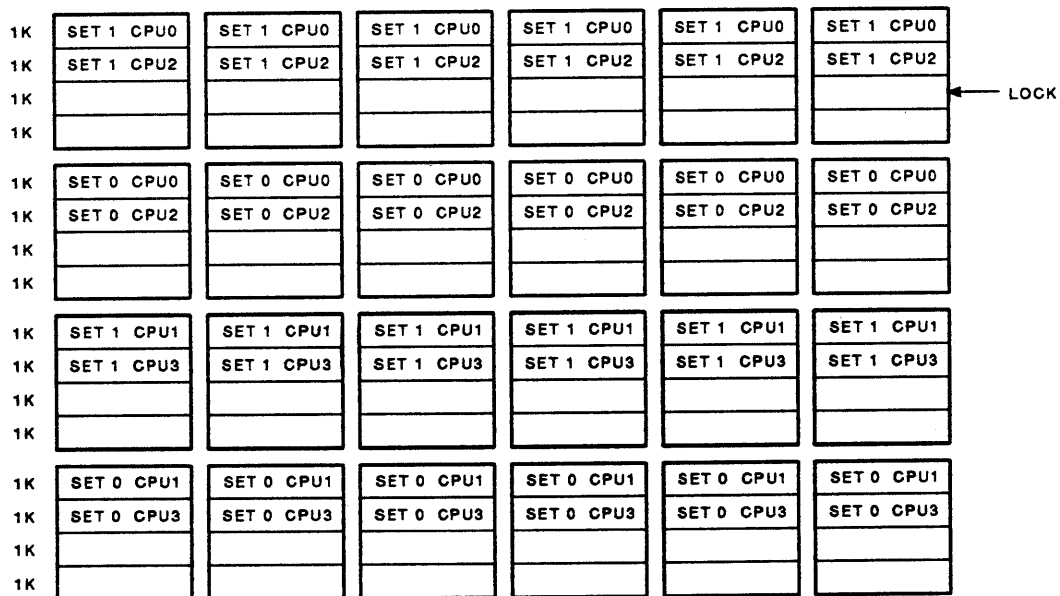 1K SET 1 CPU0 SET 1 CPU0 SET 1 CPU0 SET 1 CPU0 SET 1 CPU0 SET 1 CPU0
1K SET 1 CPU2 SET 1 CPU2 SET 1 CPU2 SET 1 CPU2 SET 1 CPU2 SET 1 CPU2
1K LOCK
1K
1K SET 0 CPU0 SET 0 CPU0 SET 0 CPU0 SET 0 CPU0 SET 0 CPU0 SET 0 CPU0
1K SET 0 CPU2 SET 0 CPU2 SET 0 CPU2 SET 0 CPU2 SET 0 CPU2 SET 0 CPU2
1K
1K
1K SET 1 CPU1 SET 1 CPU1 SET 1 CPU1 SET 1 CPU1 SET 1 CPU1 SET 1 CPU1
1K SET 1 CPU3 SET 1 CPU3 SET 1 CPU3 SET 1 CPU3 SET 1 CPU3 SET 1 CPU3
1K
1K
1K SET 0 CPU1 SET 0 CPU1 SET 0 CPU1 SET 0 CPU1 SET 0 CPU1 SET 0 CPU1
1K SET 0 CPU3 SET 0 CPU3 SET 0 CPU3 SET 0 CPU3 SET 0 CPU3 SET 0 CPU3
1K
1K